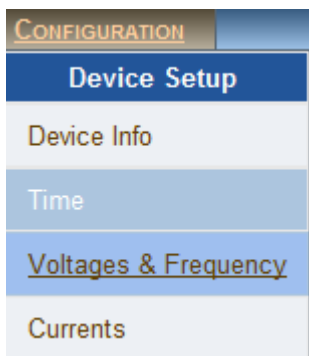 CONFIGURATION
Device Setup
Device Info
Time
Voltages & Frequency
Currents